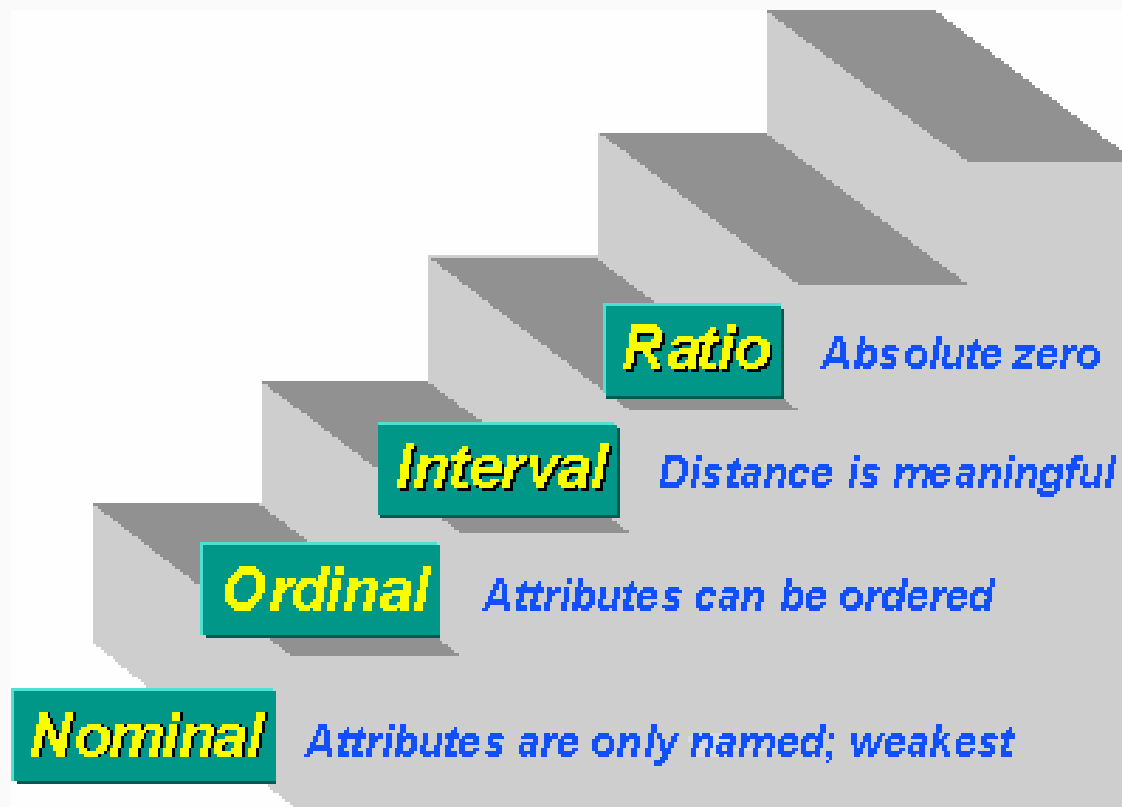 Ratio Absolute zero
Interval Distance is meaningful
Ordinal Attributes can be ordered
Nominal Attributes are only named; weakest